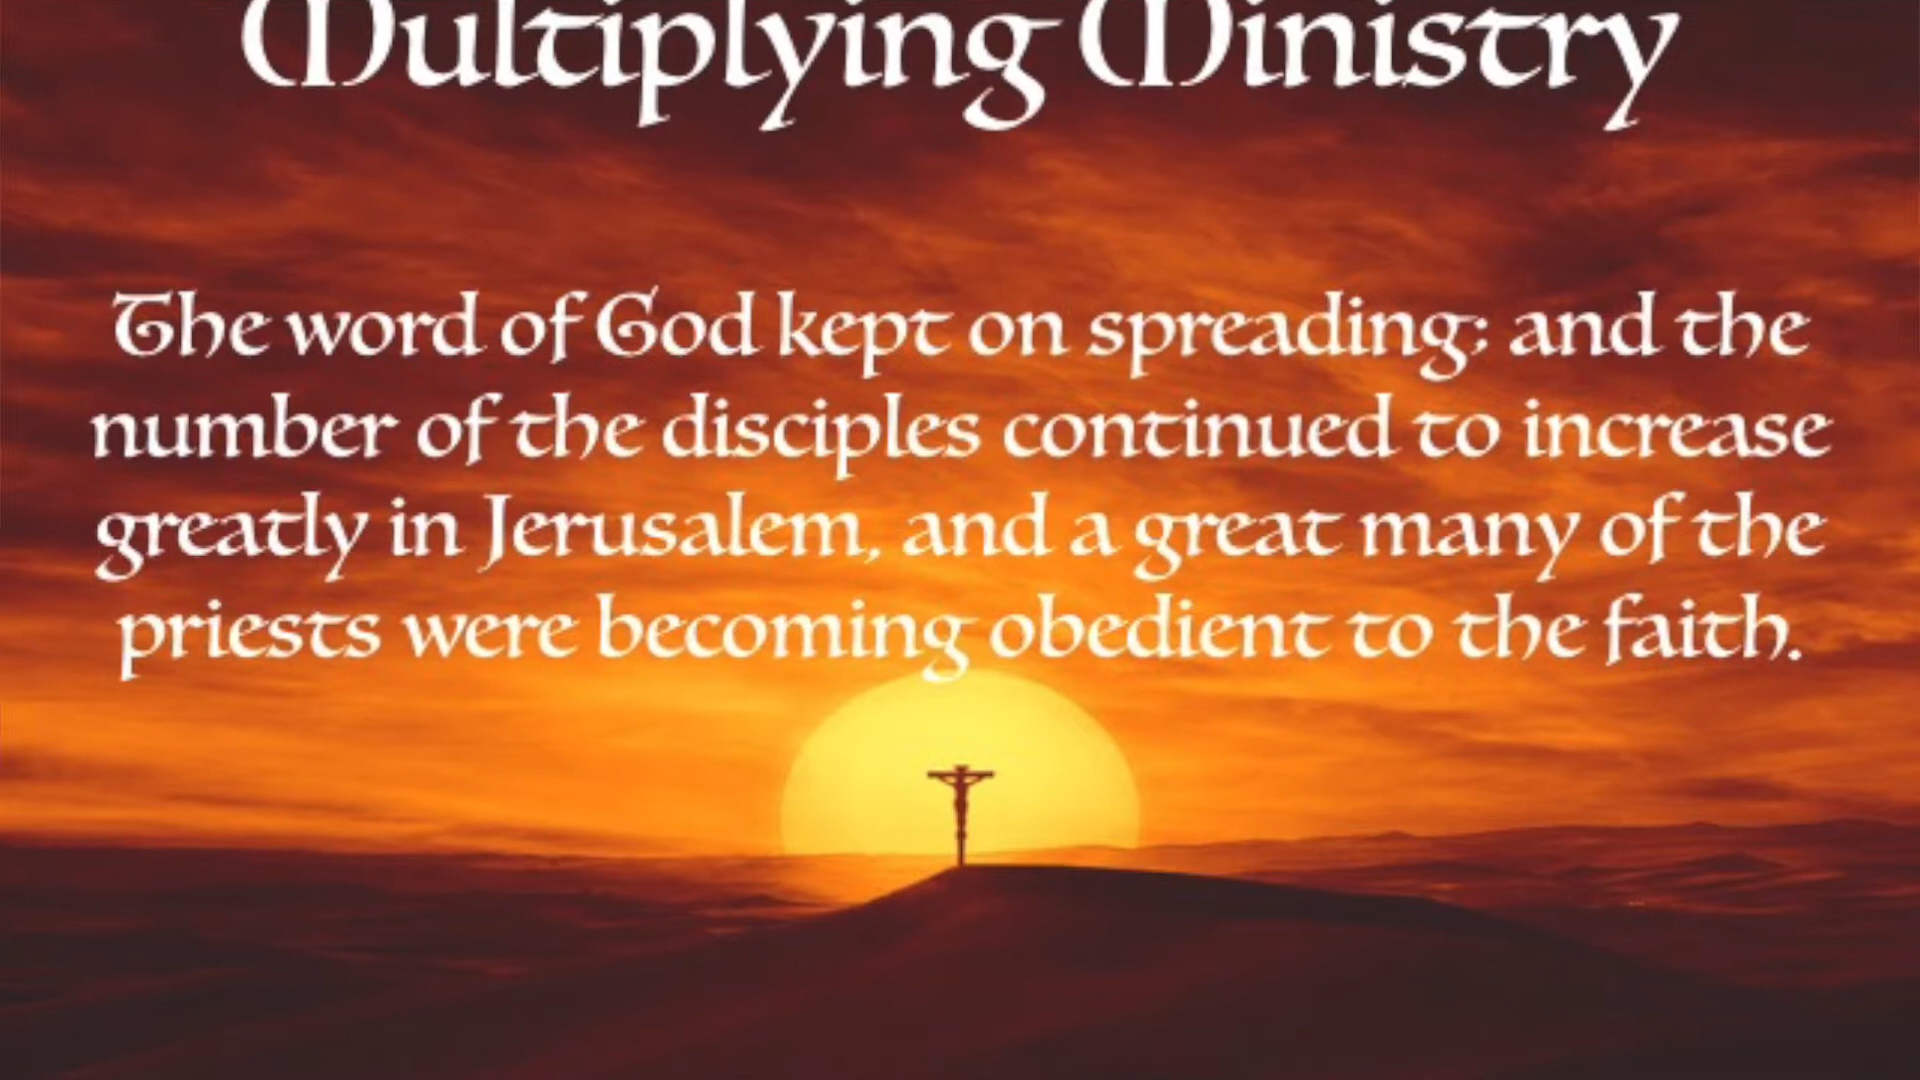 Multiplying Ministry
The word of God kept on spreading; and the
number of the disciples continued to increase
greatly in Jerusalem, and a great many of the
priests were becoming obedient to the faith.